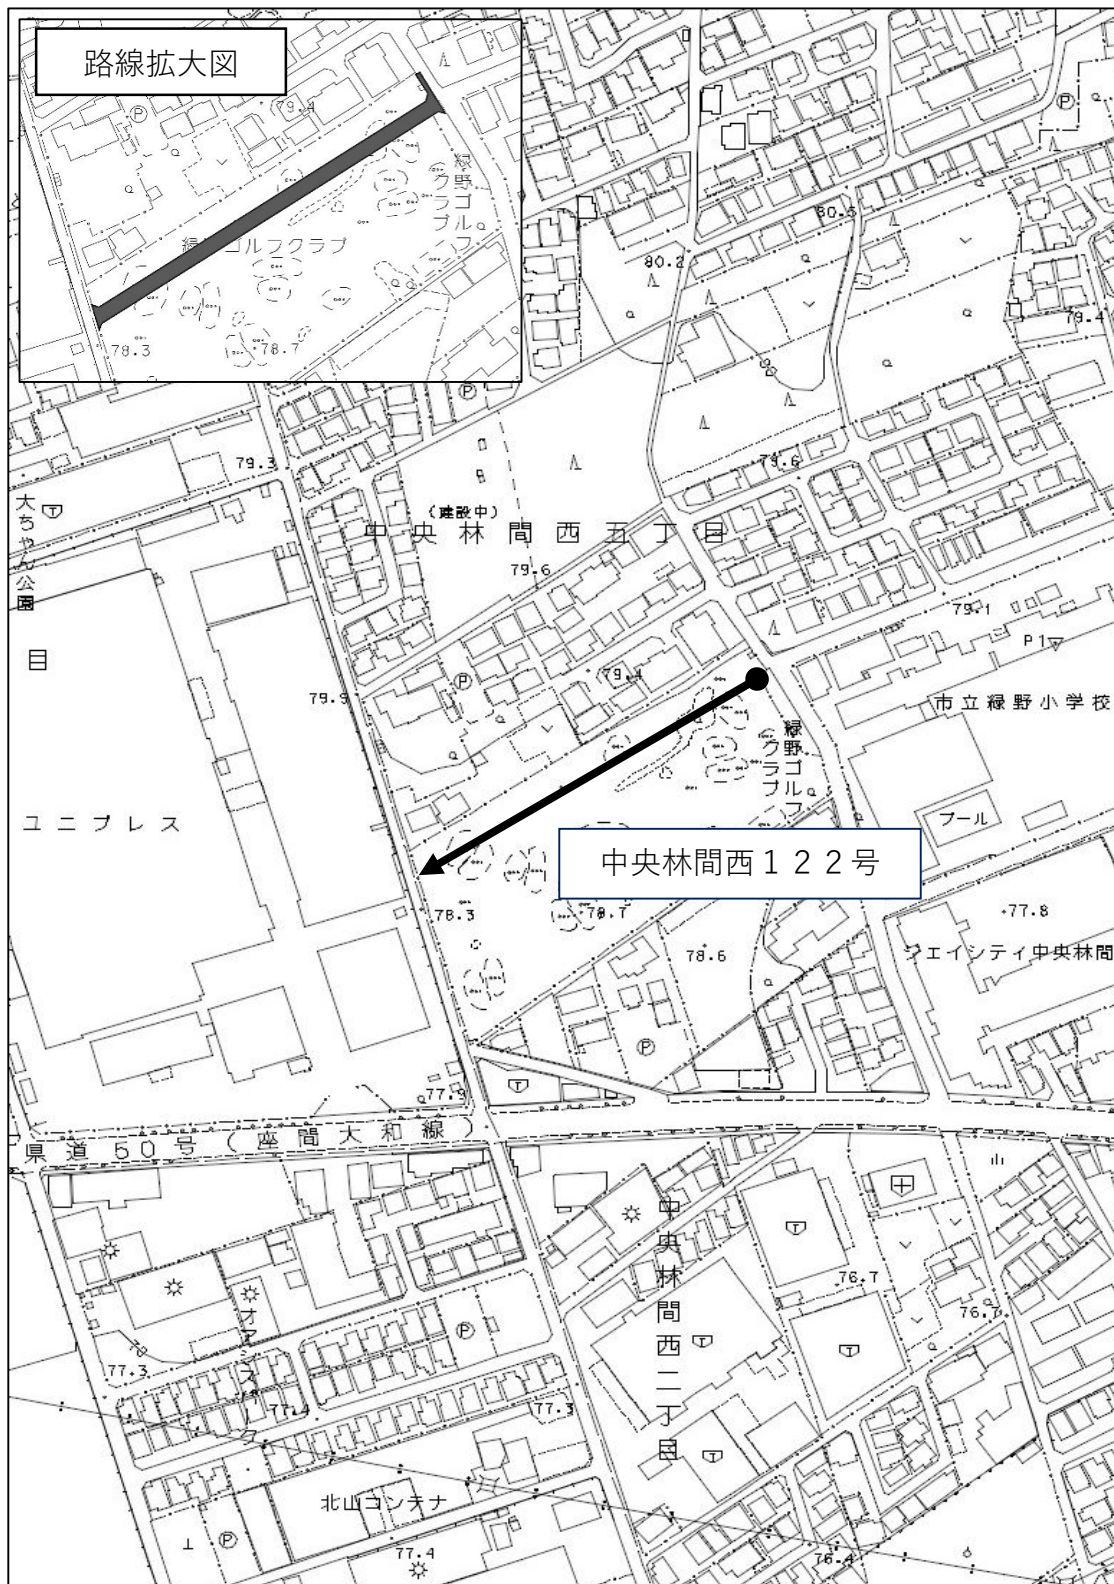 路線拡大図
79.4
P
緑野ゴルフクラブ
ゴルフクラブ
78.3
78.7
P
80.5
80.2
79.4
P
79.3
大ちゃん公園
(建設中)
中央林間西五丁目
79.6
79.6
79.1
P1
目
79.9
P
79.4
市立緑野小学校
緑野ゴルフクラブ
ユニプレス
プール
中央林間西122号
78.3
78.7
77.8
78.6
ジェイシティ中央林間
P
77.9
県道50号(座間大和線)
中央林間西二丁目
76.7
76.7
P
77.3
77.4
77.3
北山コンテナ
P
77.4
76.4